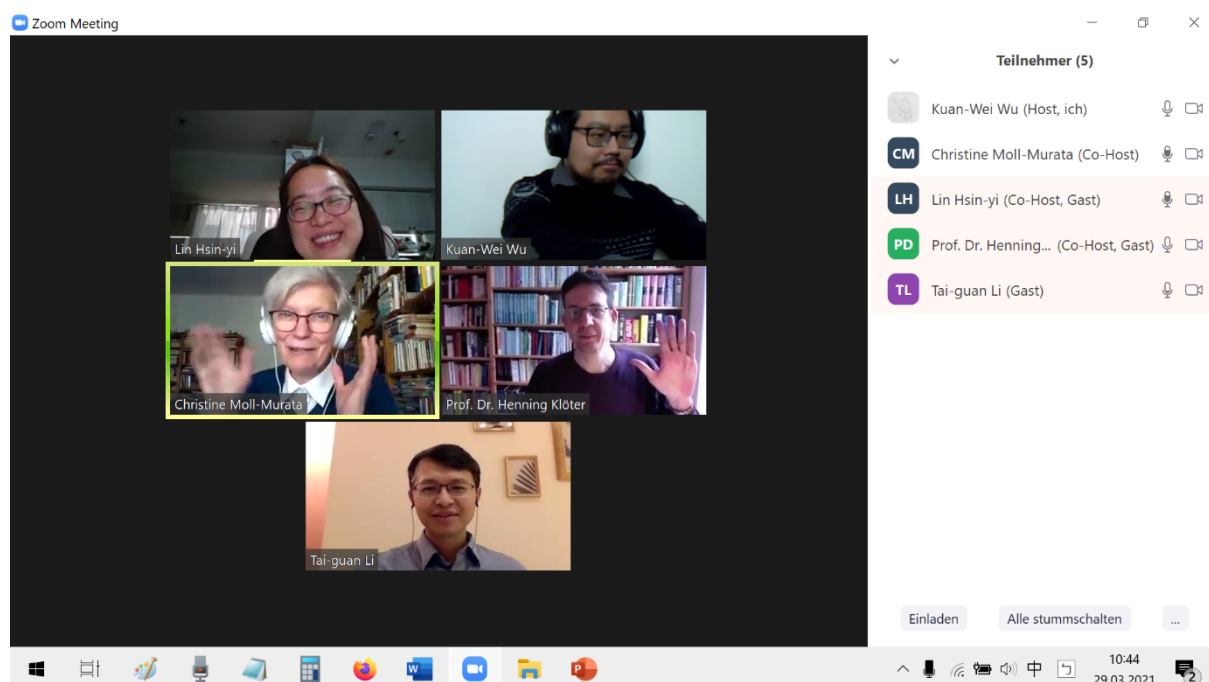 Zoom Meeting
Lin Hsin-yi
Kuan-Wei Wu
Christine Moll-Murata
Prof. Dr. Henning Klöter
Tai-guan Li
Teilnehmer (5)
Kuan-Wei Wu (Host, ich)
CM Christine Moll-Murata (Co-Host)
LH Lin Hsin-yi (Co-Host, Gast)
PD Prof. Dr. Henning... (Co-Host, Gast)
TL Tai-guan Li (Gast)
Einladen Alle stummschalten ...
W P 中 ㄅ 10:44
29.03.2021 2